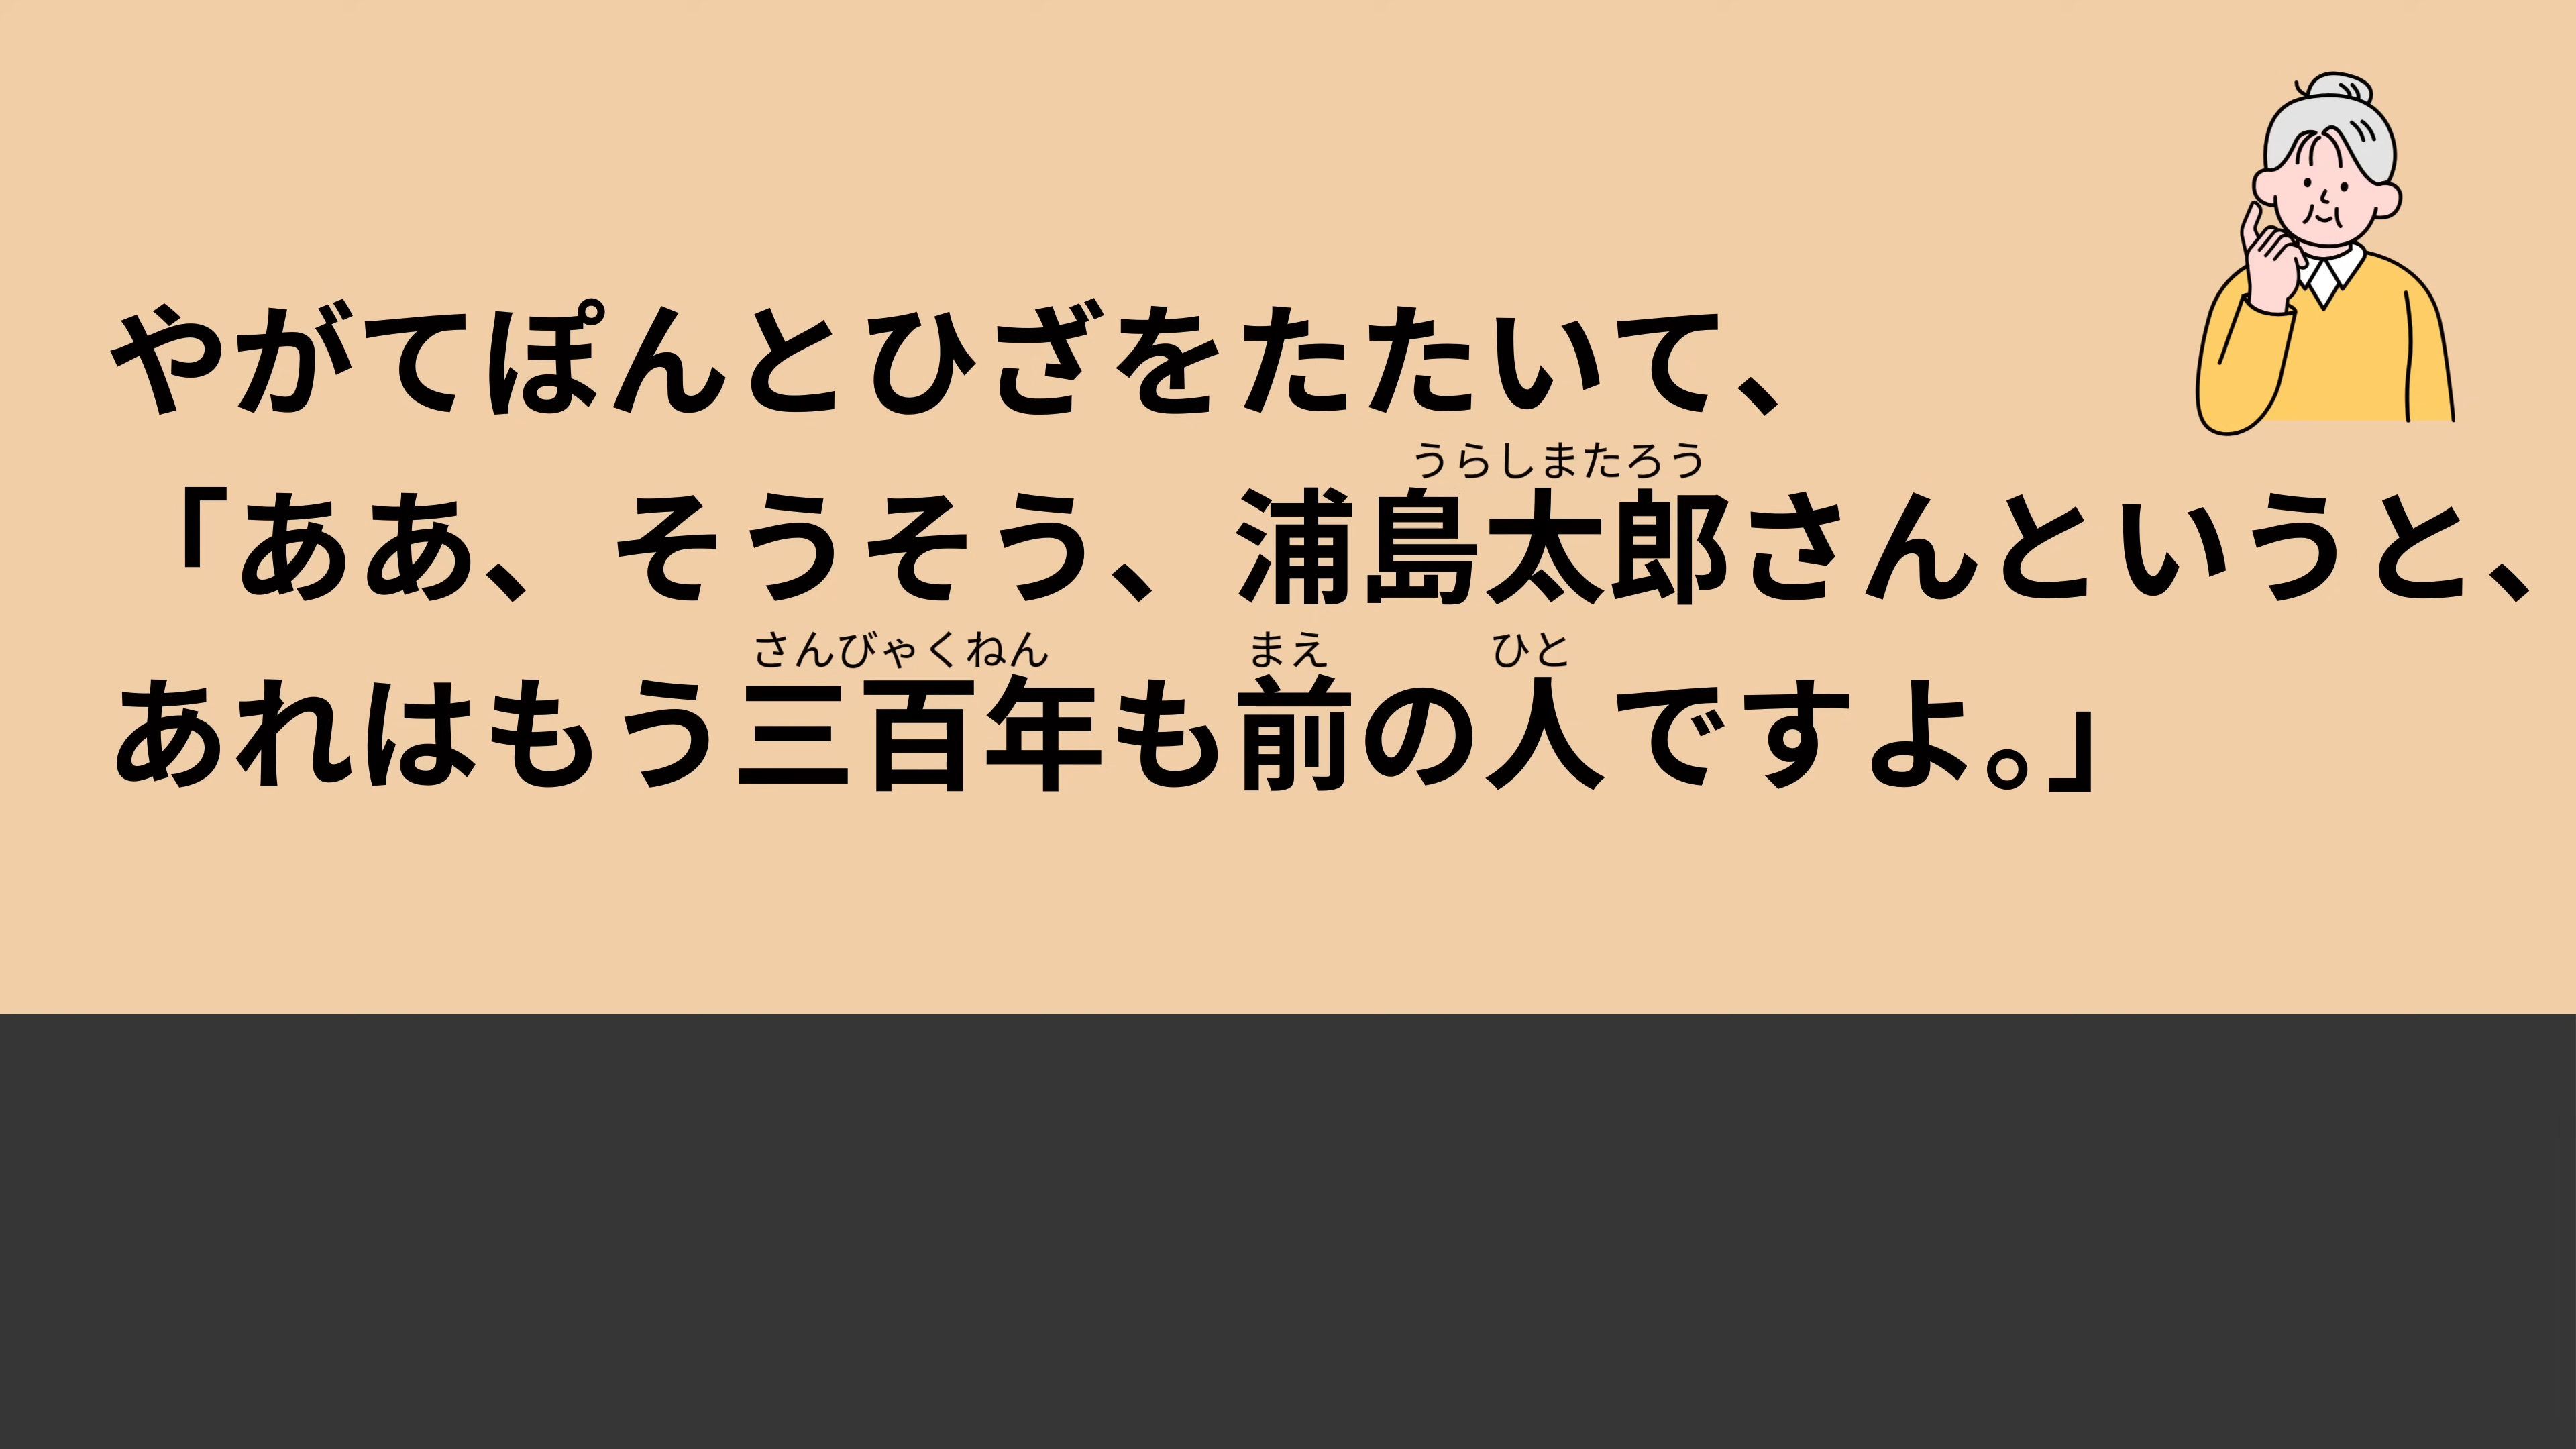 やがてぽんとひざをたたいて、
うらしまたろう
「ああ、そうそう、浦島太郎さんというと、
さんびゃくねん まえ ひと
あれはもう三百年も前の人ですよ。」